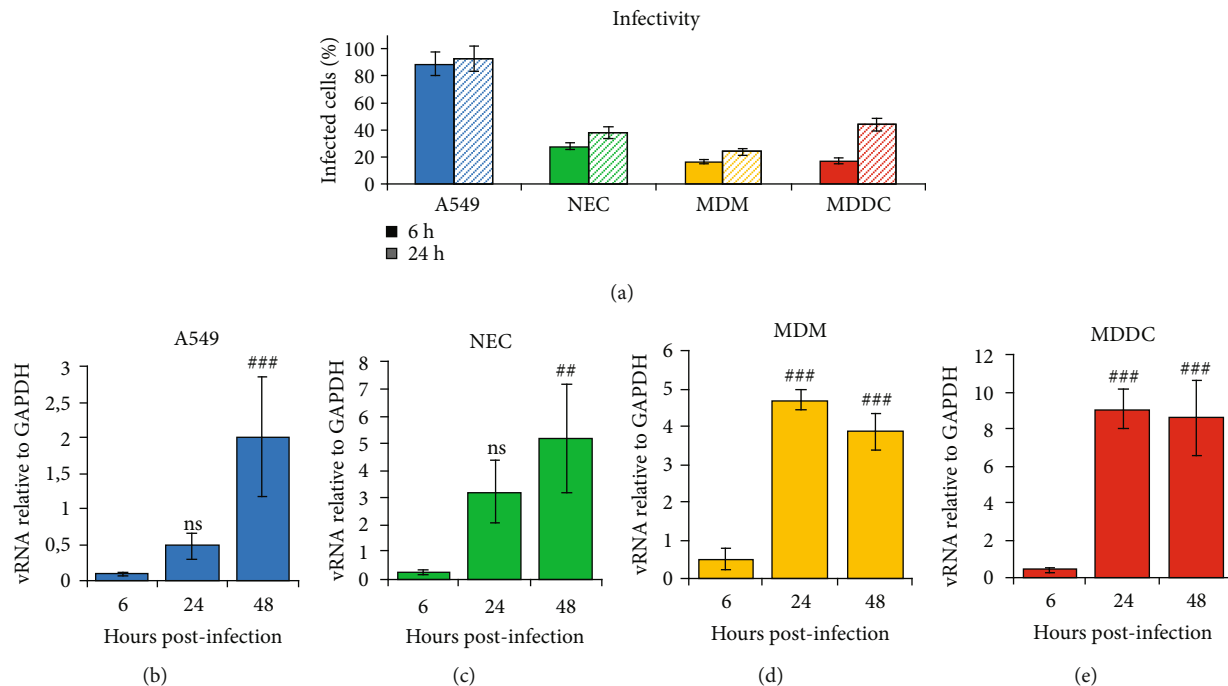 Infectivity
Infected cells (%)
100
80
60
40
20
0
A549 NEC MDM MDDC
6 h
24 h
(a)
A549
vRNA relative to GAPDH
3
2,5
2
1,5
1
0,5
0
ns
###
6 24 48
Hours post-infection
(b)
NEC
vRNA relative to GAPDH
8
7
6
5
4
3
2
1
0
ns
##
6 24 48
Hours post-infection
(c)
MDM
vRNA relative to GAPDH
6
5
4
3
2
1
0
###
###
6 24 48
Hours post-infection
(d)
MDDC
vRNA relative to GAPDH
12
10
8
6
4
2
0
###
###
6 24 48
Hours post-infection
(e)